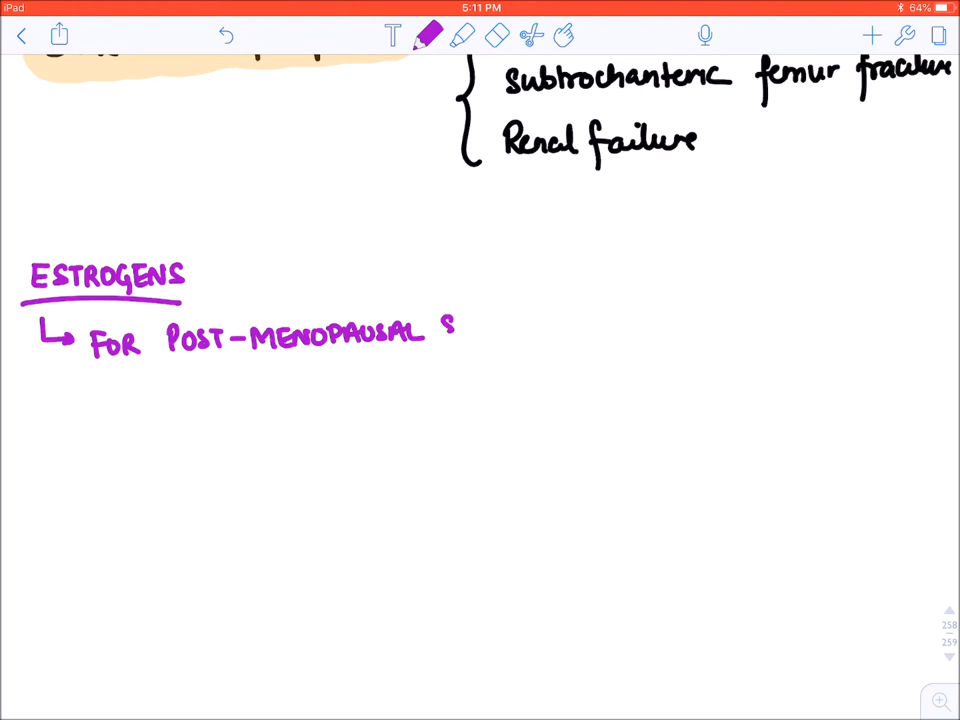 iPad 5:11 PM 64%
T
subtrochanteric femur fracture
Renal failure
ESTROGENS
FOR POST-MENOPAUSAL S
258
259